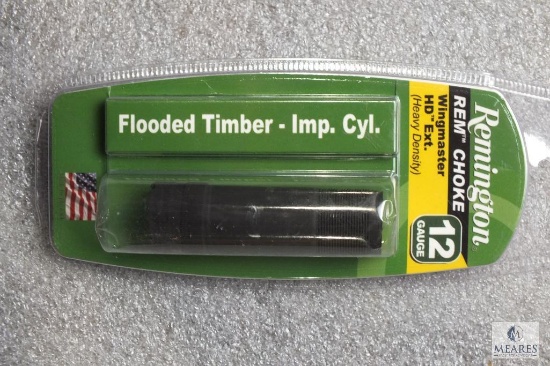 Flooded Timber - Imp. Cyl.
Remington
REM™ CHOKE
Wingmaster
HD™ Ext.
(Heavy Density)
12
GAUGE
MEARES